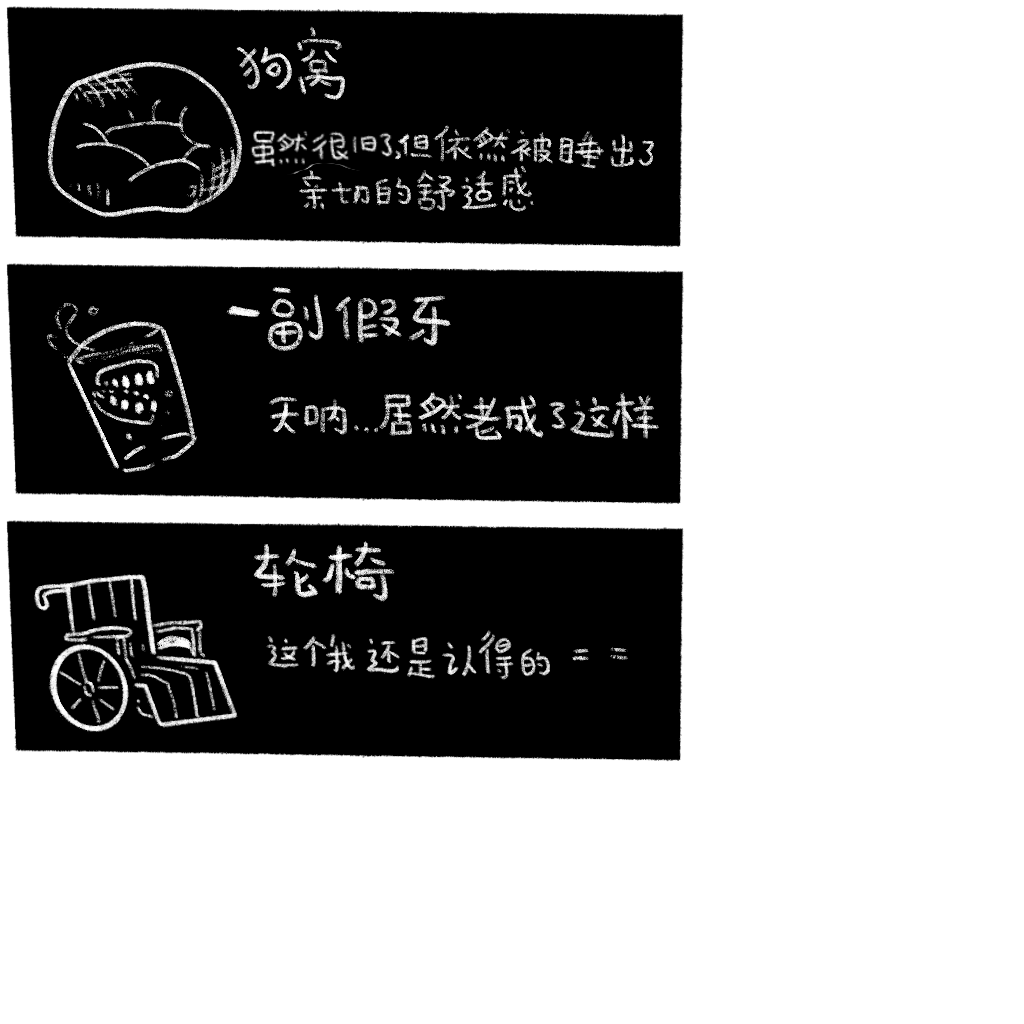 狗窝
虽然很旧了,但依然被睡出了
亲切的舒适感
一副假牙
天呐...居然老成了这样
轮椅
这个我还是认得的 = =